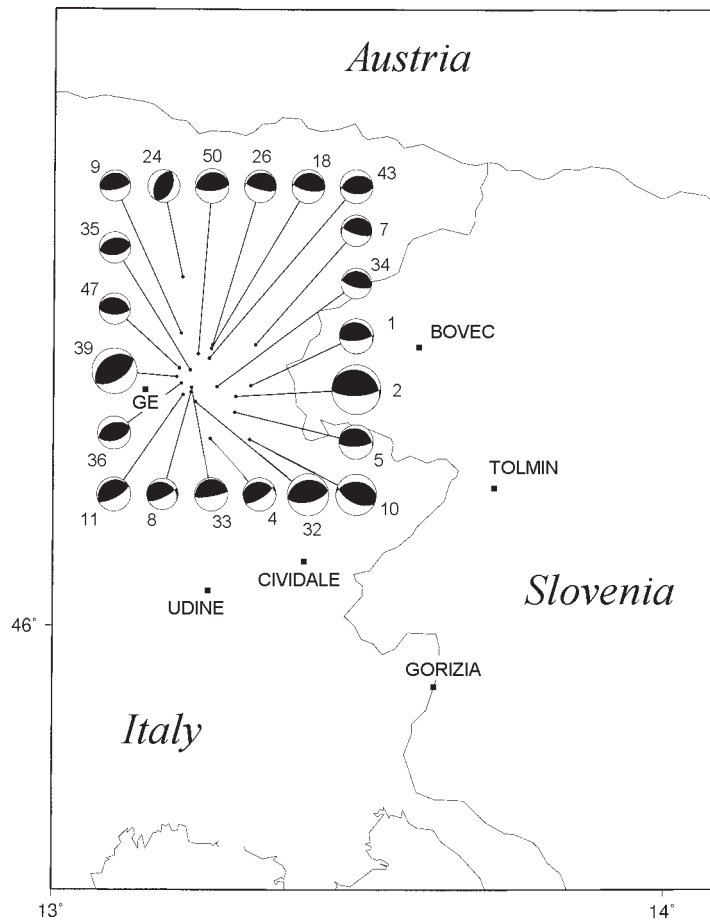 Austria
9
24
50
26
18
43
35
7
34
47
1
BOVEC
39
2
GE
36
5
TOLMIN
11
8
33
4
32
10
CIVIDALE
UDINE
Slovenia
46°
GORIZIA
Italy
13°
14°